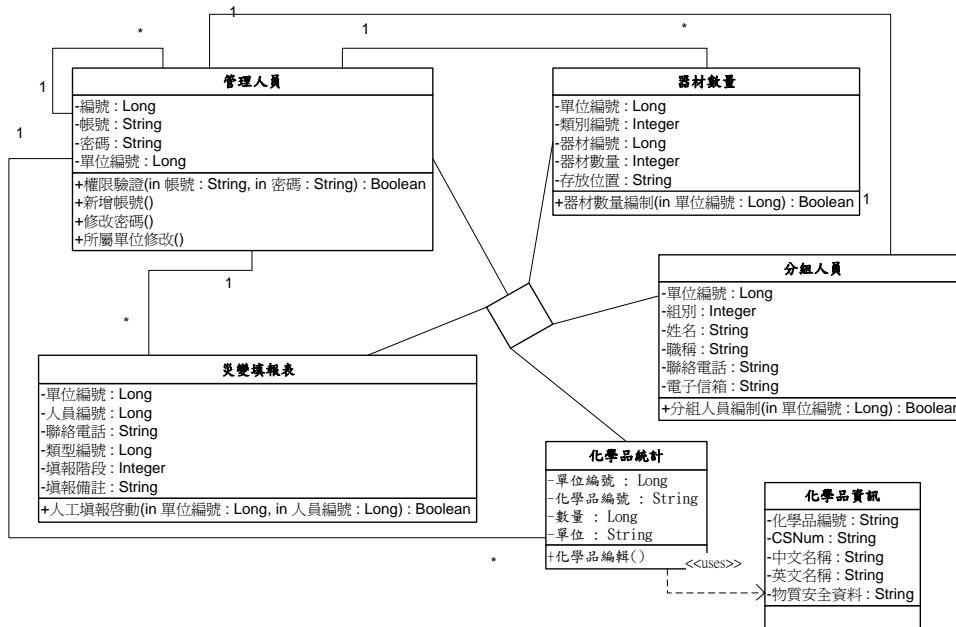 1
*
1
*
1
1
管理人員
-編號 : Long
-帳號 : String
-密碼 : String
-單位編號 : Long
+權限驗證(in 帳號 : String, in 密碼 : String) : Boolean
+新增帳號()
+修改密碼()
+所屬單位修改()
器材數量
-單位編號 : Long
-類別編號 : Integer
-器材編號 : Long
-器材數量 : Integer
-存放位置 : String
+器材數量編制(in 單位編號 : Long) : Boolean
1
1
*
分組人員
-單位編號 : Long
-組別 : Integer
-姓名 : String
-職稱 : String
-聯絡電話 : String
-電子信箱 : String
+分組人員編制(in 單位編號 : Long) : Boolean
災變填報表
-單位編號 : Long
-人員編號 : Long
-聯絡電話 : String
-類型編號 : Long
-填報階段 : Integer
-填報備註 : String
+人工填報啓動(in 單位編號 : Long, in 人員編號 : Long) : Boolean
化學品統計
-單位編號 : Long
-化學品編號 : String
-數量 : Long
-單位 : String
+化學品編輯()
*
<<uses>>
化學品資訊
-化學品編號 : String
-CSNum : String
-中文名稱 : String
-英文名稱 : String
-物質安全資料 : String